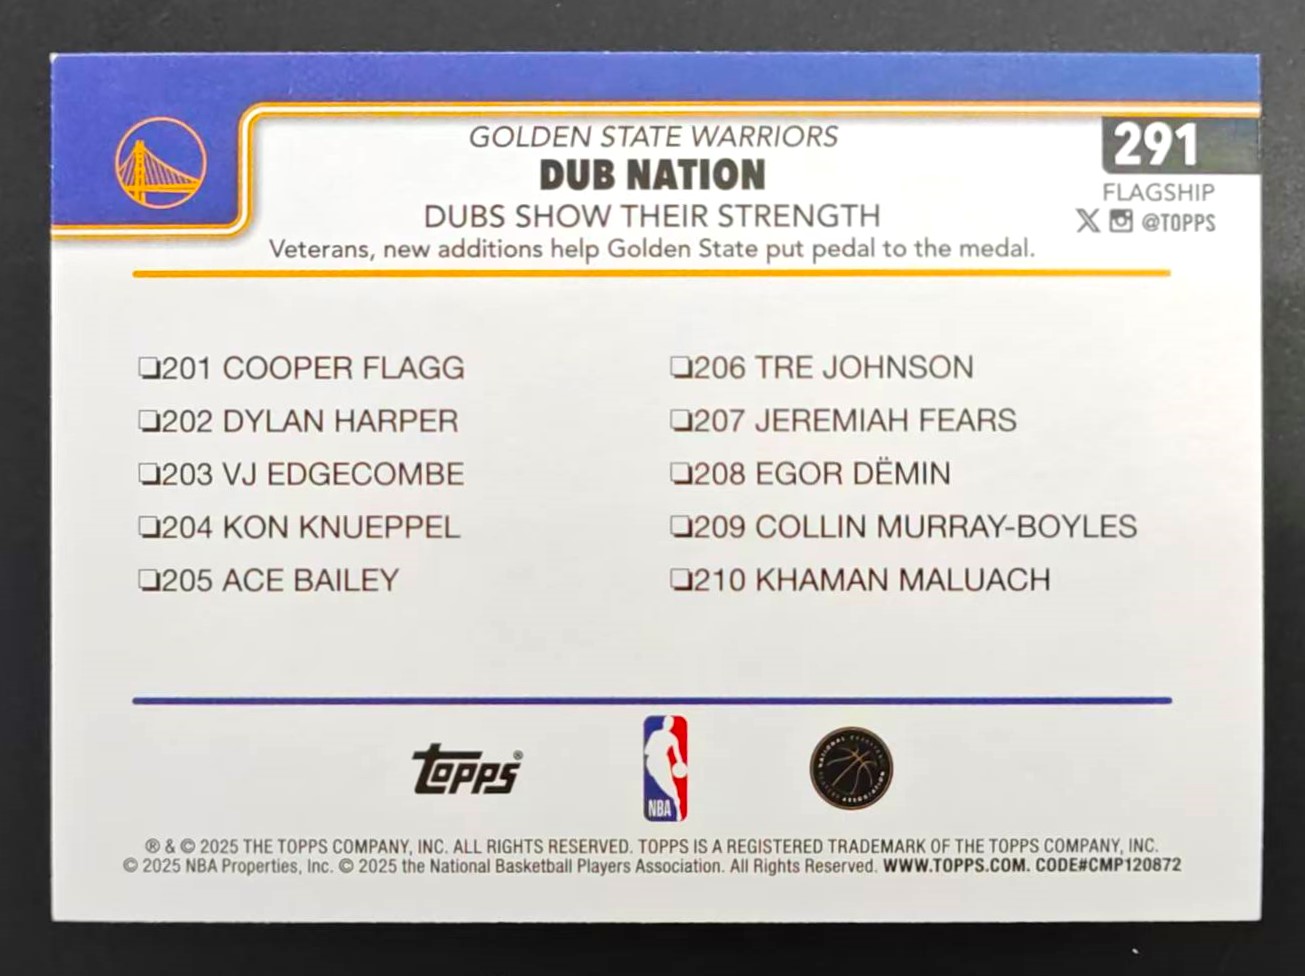 GOLDEN STATE WARRIORS
291
DUB NATION
FLAGSHIP
DUBS SHOW THEIR STRENGTH
@TOPPS
Veterans, new additions help Golden State put pedal to the medal.
❏201 COOPER FLAGG
❏202 DYLAN HARPER
❏203 VJ EDGECOMBE
❏204 KON KNUEPPEL
❏205 ACE BAILEY
❏206 TRE JOHNSON
❏207 JEREMIAH FEARS
❏208 EGOR DËMIN
❏209 COLLIN MURRAY-BOYLES
❏210 KHAMAN MALUACH
Topps®
NBA
NATIONAL BASKETBALL PLAYERS ASSOCIATION
® & © 2025 THE TOPPS COMPANY, INC. ALL RIGHTS RESERVED. TOPPS IS A REGISTERED TRADEMARK OF THE TOPPS COMPANY, INC.
© 2025 NBA Properties, Inc. © 2025 the National Basketball Players Association. All Rights Reserved. WWW.TOPPS.COM. CODE#CMP120872